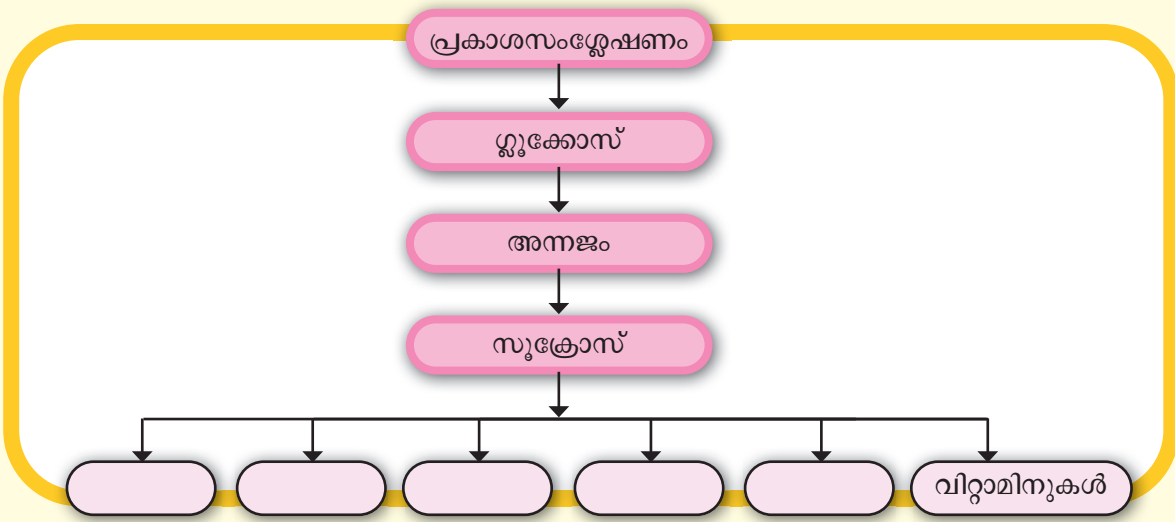 പ്രകാശസംശ്ലേഷണം
ഗ്ലൂക്കോസ്
അന്നജം
സൂക്രോസ്
വിറ്റാമിനുകൾ